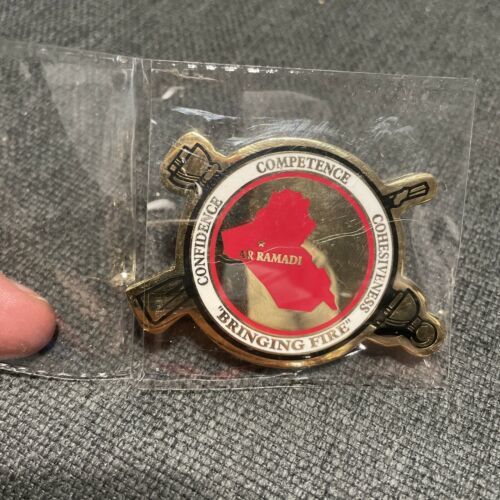 CONFIDENCE
COMPETENCE
COHESIVENESS
AR RAMADI
"BRINGING FIRE"